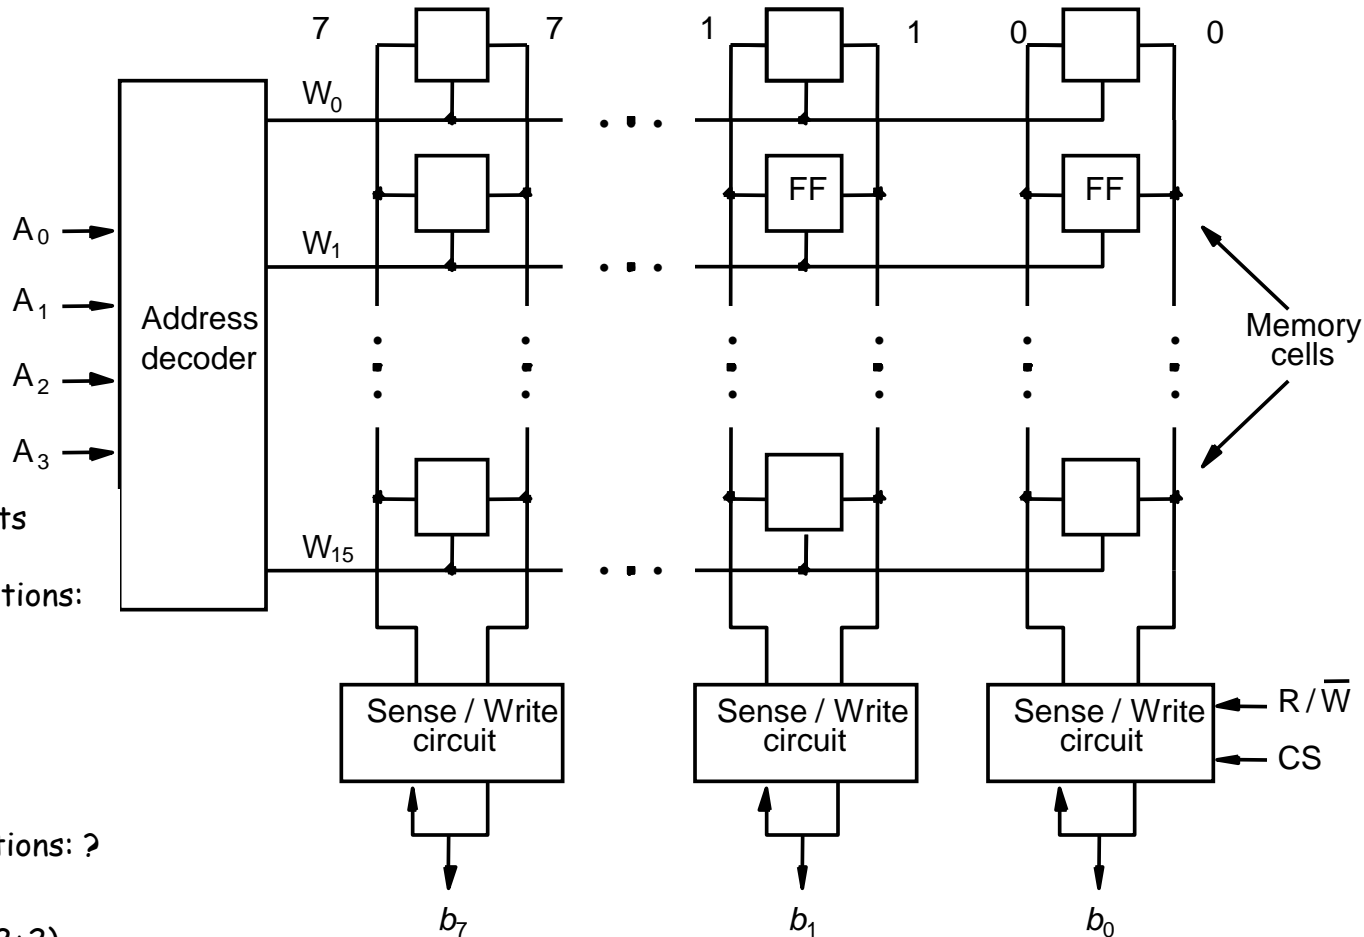 7 7 1 1 0 0
W0
FF FF
A0
W1
A1
Address
decoder
Memory
cells
A2
A3
ts
W15
tions:
Sense / Write
circuit
Sense / Write
circuit
Sense / Write
circuit
R / W̅
CS
tions: ?
b7 b1 b0